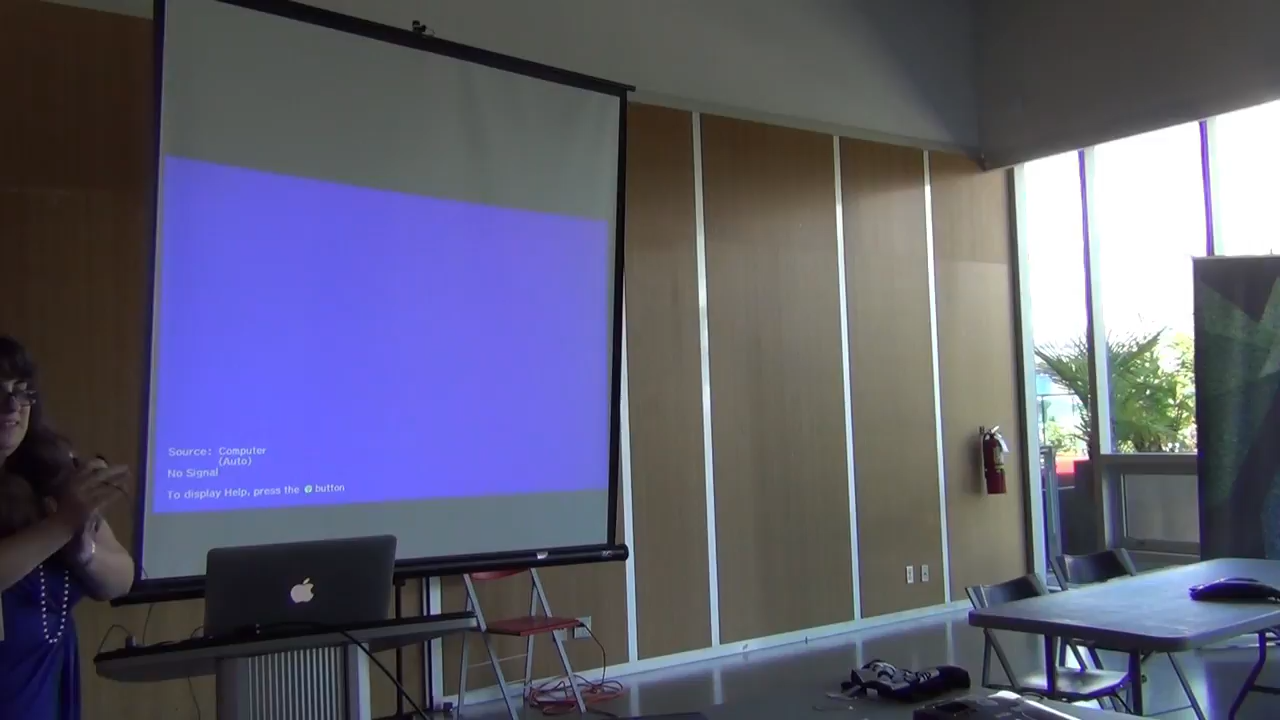 Source: Computer
(Auto)
No Signal
To display Help, press the ? button